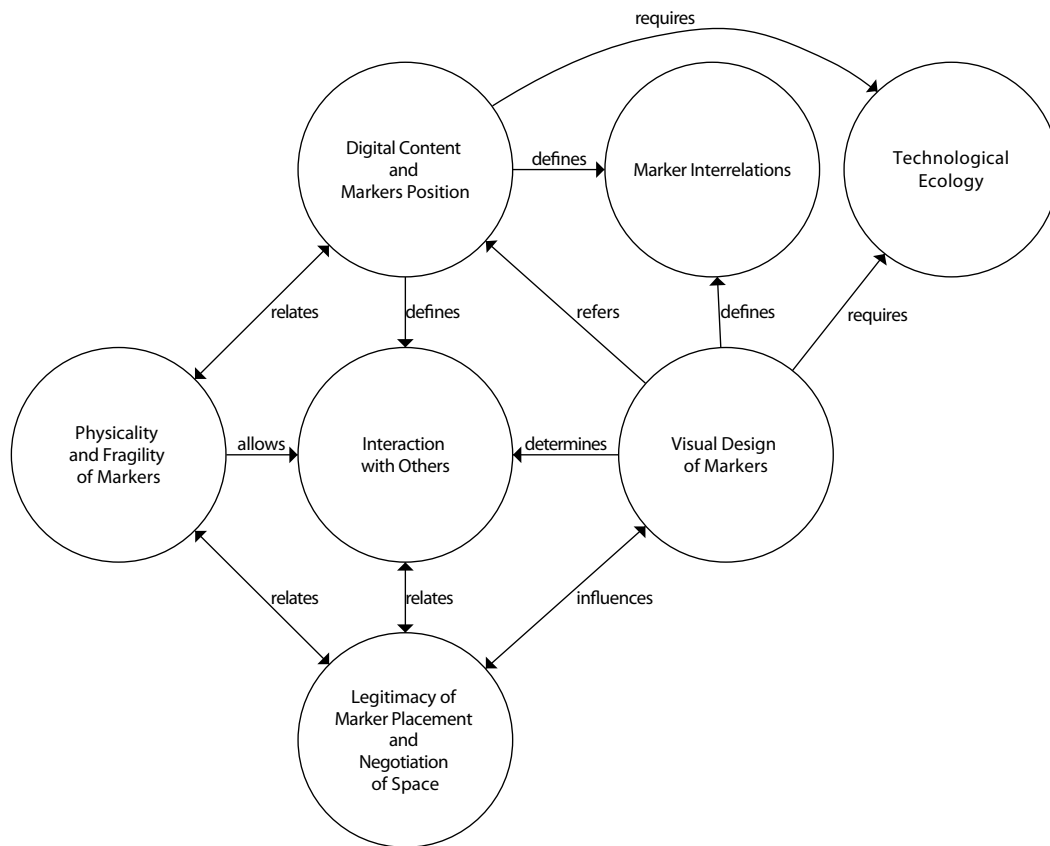 requires
Digital Content
and
Markers Position
defines
Marker Interrelations
Technological
Ecology
relates
defines
refers
defines
requires
Physicality
and Fragility
of Markers
allows
Interaction
with Others
determines
Visual Design
of Markers
relates
relates
influences
Legitimacy of
Marker Placement
and
Negotiation
of Space